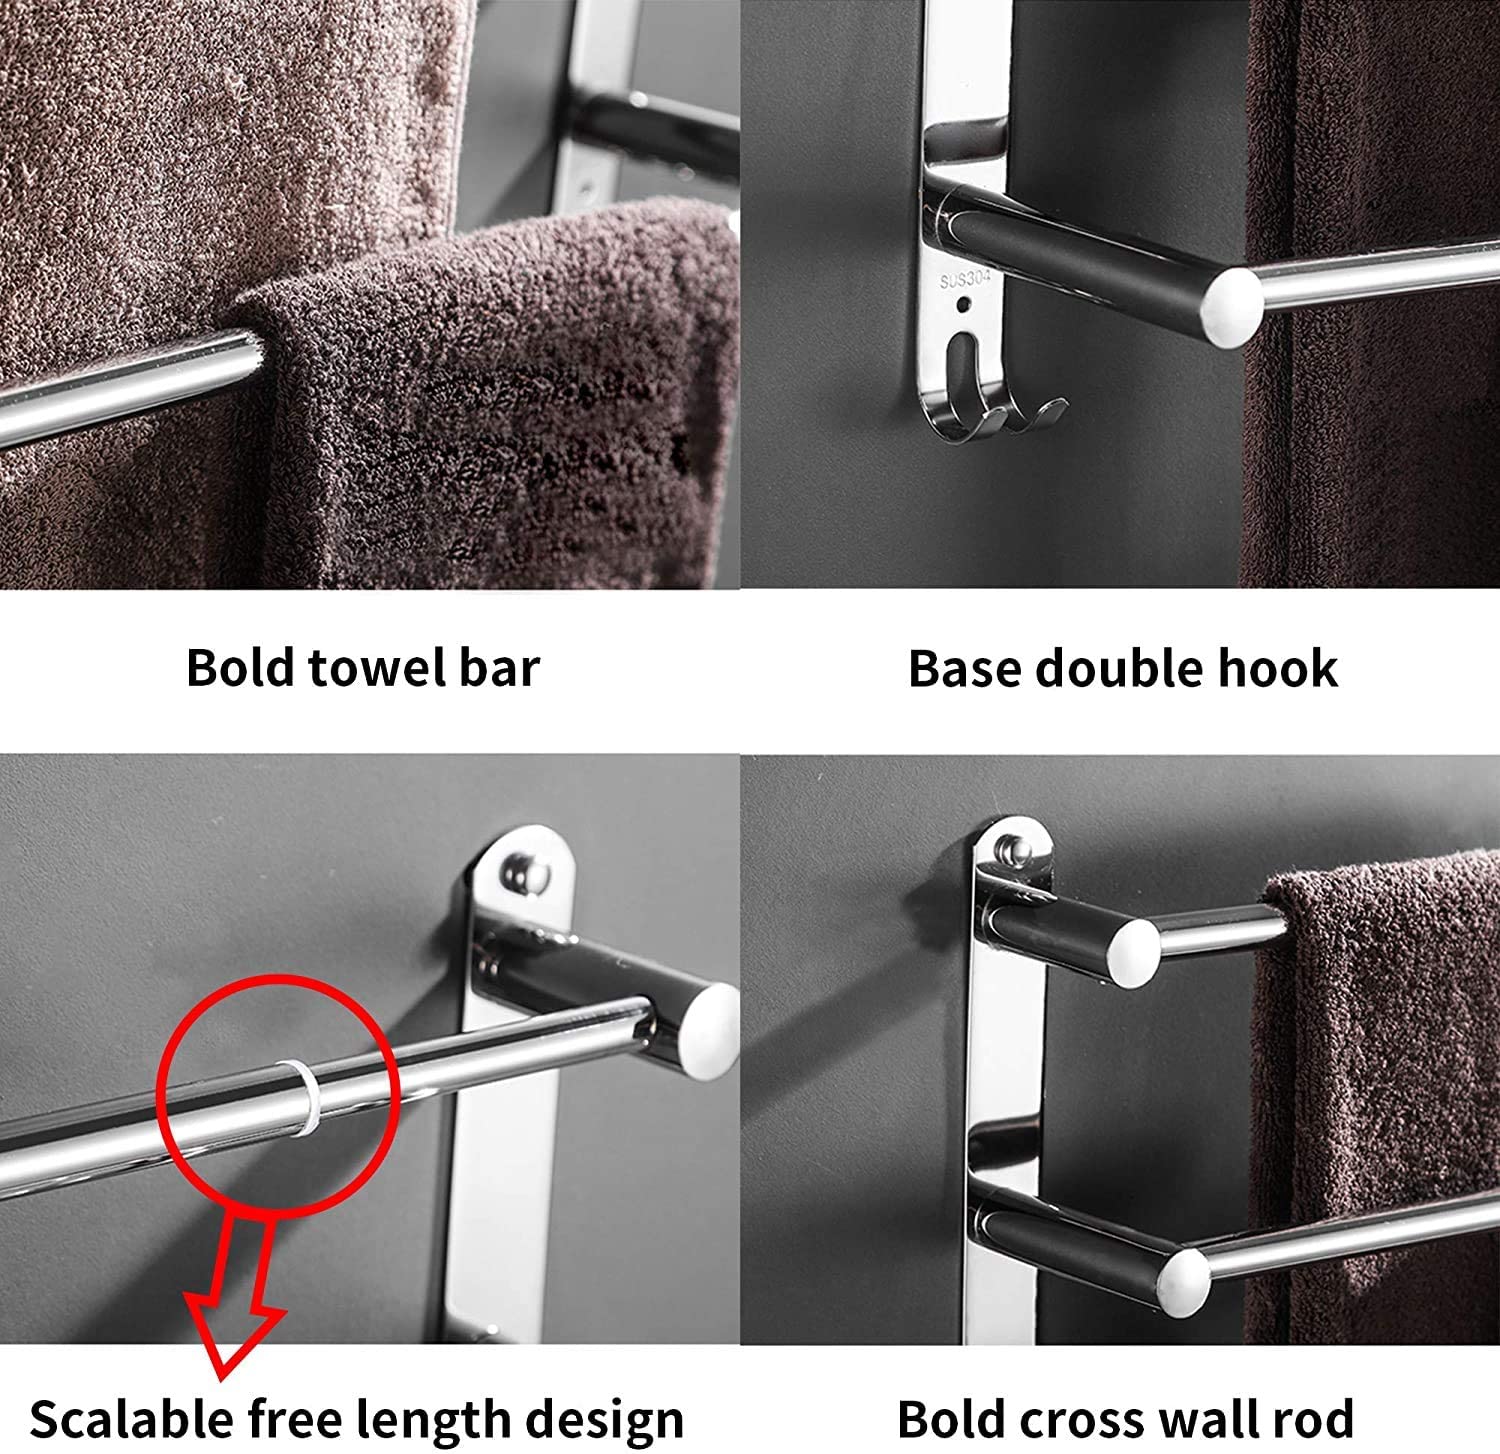 SUS304
Bold towel bar
Base double hook
Scalable free length design
Bold cross wall rod